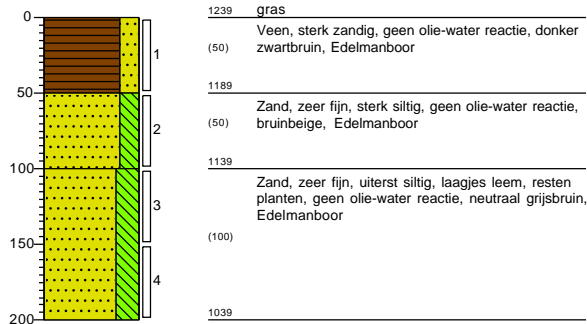 0
50
100
150
200
1
2
3
4
1239 gras
(50)
Veen, sterk zandig, geen olie-water reactie, donker
zwartbruin, Edelmanboor
1189
(50)
Zand, zeer fijn, sterk siltig, geen olie-water reactie,
bruinbeige, Edelmanboor
1139
Zand, zeer fijn, uiterst siltig, laagjes leem, resten
planten, geen olie-water reactie, neutraal grijsbruin,
Edelmanboor
(100)
1039